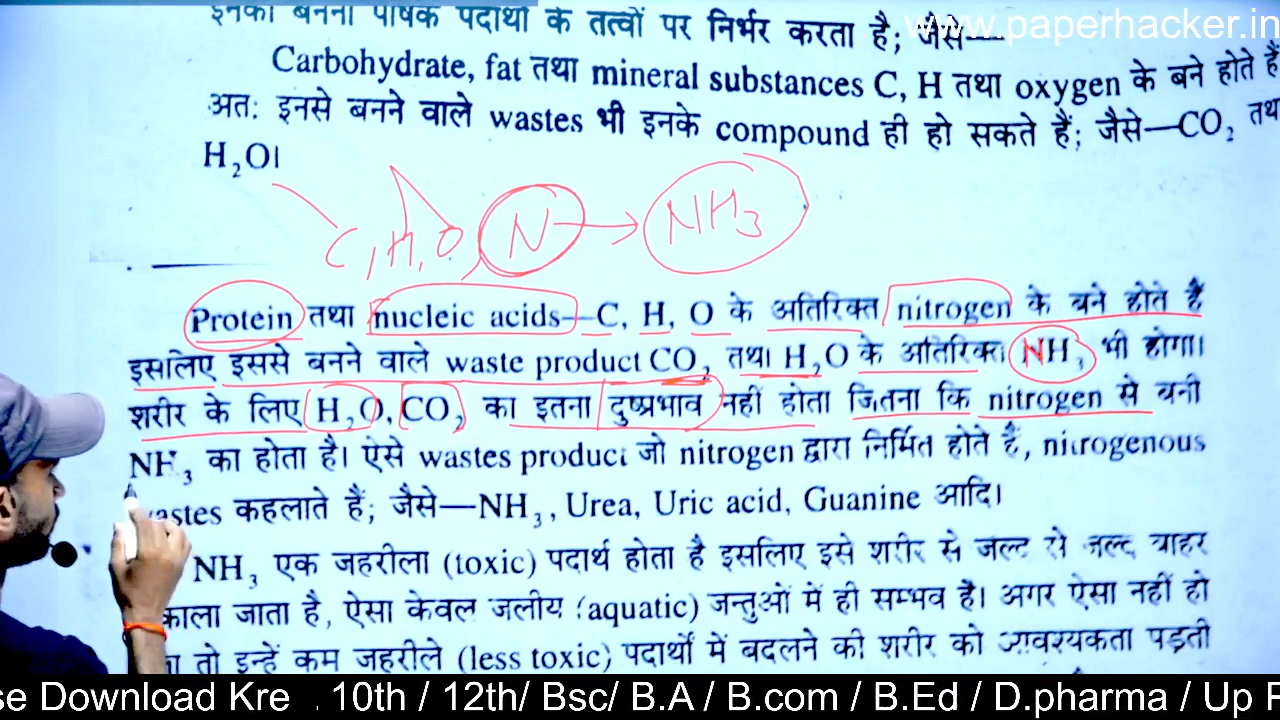 इनका बनना पोषक पदार्थों के तत्वों पर निर्भर करता है; जैसे—
www.paperhacker.in
Carbohydrate, fat तथा mineral substances C, H तथा oxygen के बने होते हैं
अत: इनसे बनने वाले wastes भी इनके compound ही हो सकते हैं; जैसे—CO₂ तथ
H₂O।
C, H, O, N → NH₃
Protein तथा nucleic acids—C, H, O के अतिरिक्त nitrogen के बने होते हैं
इसलिए इससे बनने वाले waste product CO₂ तथा H₂O के अतिरिक्त NH₃ भी होगा।
शरीर के लिए H₂O, CO₂ का इतना दुष्प्रभाव नहीं होता जितना कि nitrogen से बनी
NH₃ का होता है। ऐसे wastes product जो nitrogen द्वारा निर्मित होते हैं, nitrogenous
wastes कहलाते हैं; जैसे—NH₃, Urea, Uric acid, Guanine आदि।
NH₃ एक जहरीला (toxic) पदार्थ होता है इसलिए इसे शरीर से जल्द से जल्द बाहर
काला जाता है, ऐसा केवल जलीय (aquatic) जन्तुओं में ही सम्भव है। अगर ऐसा नहीं हो
तो इन्हें कम जहरीले (less toxic) पदार्थों में बदलने की शरीर को आवश्यकता पड़ती
se Download Kre . 10th / 12th/ Bsc/ B.A / B.com / B.Ed / D.pharma / Up P